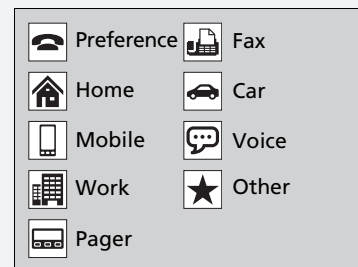 Preference
Home
Mobile
Work
Pager
Fax
Car
Voice
Other